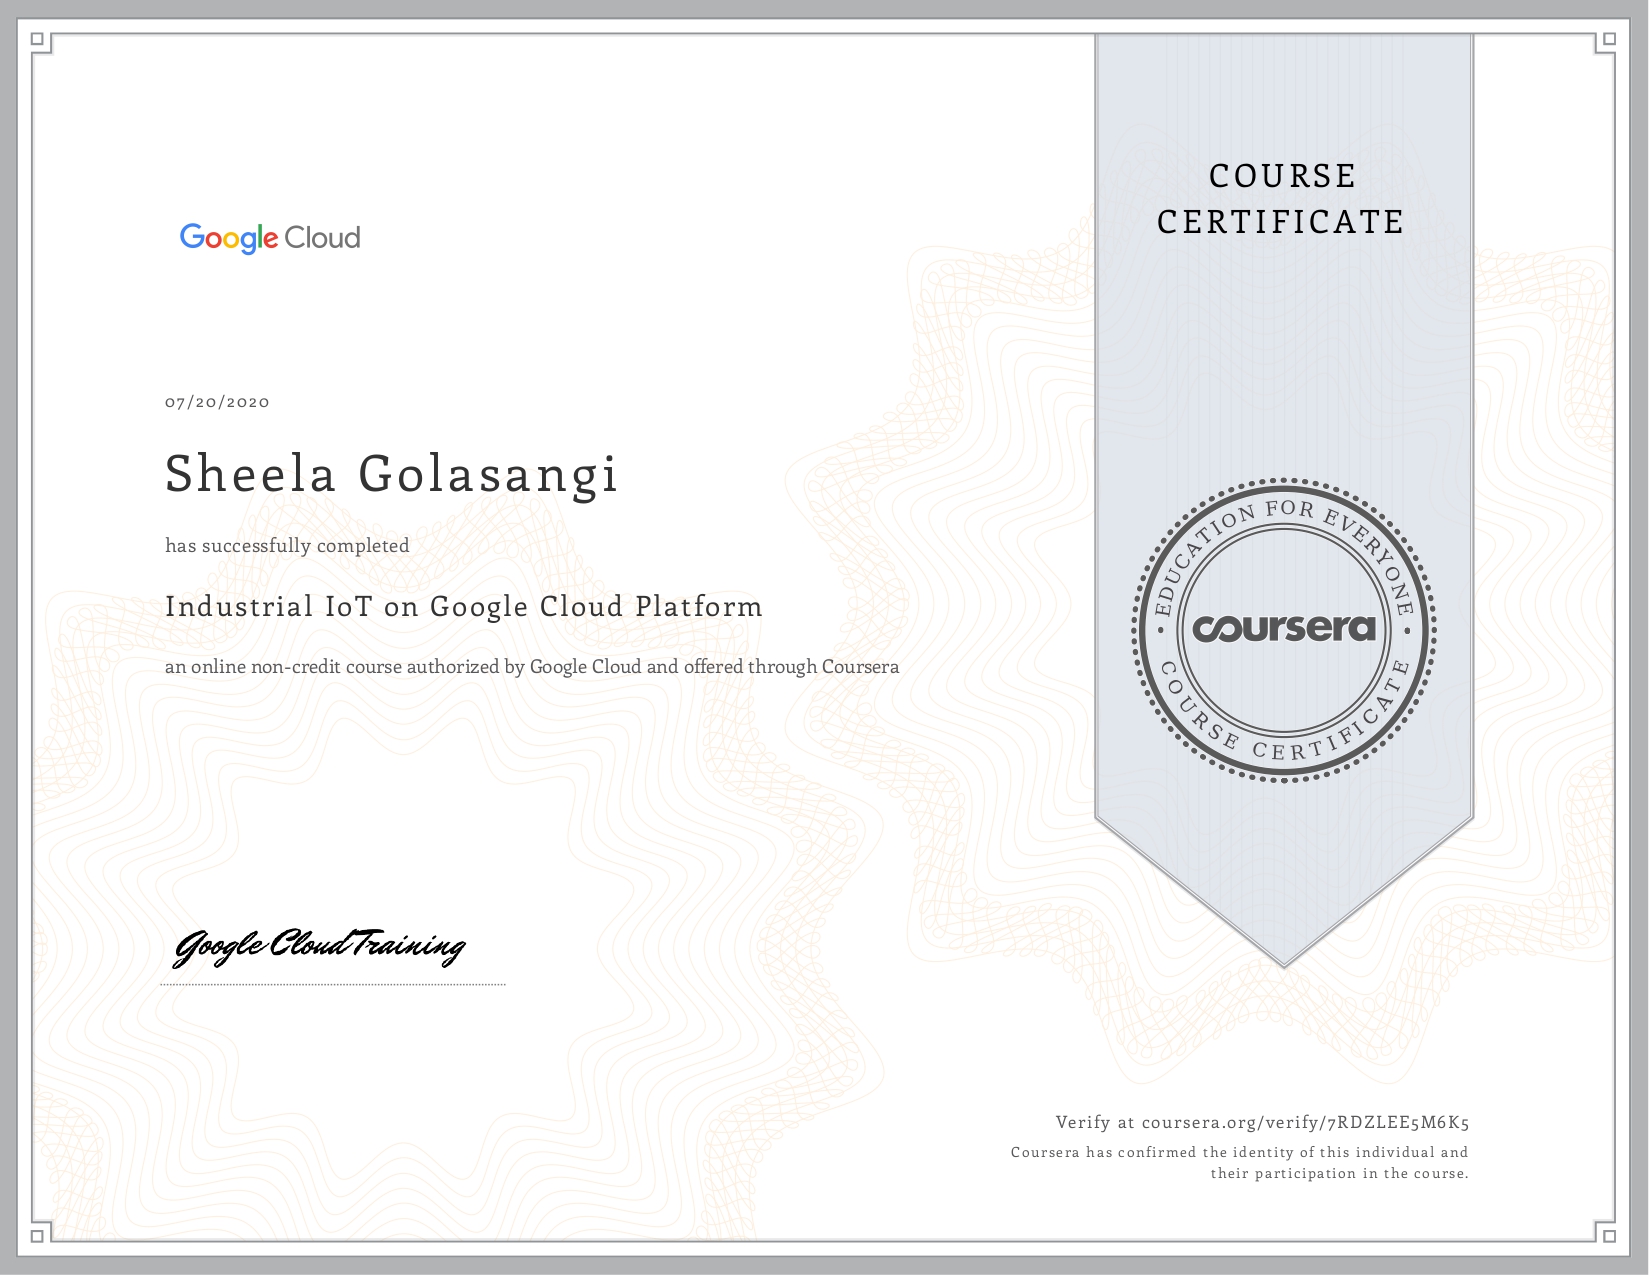 COURSE
CERTIFICATE
Google Cloud
07/20/2020
Sheela Golasangi
has successfully completed
Industrial IoT on Google Cloud Platform
an online non-credit course authorized by Google Cloud and offered through Coursera
EDUCATION FOR EVERYONE
coursera
COURSE CERTIFICATE
Google Cloud Training
Verify at coursera.org/verify/7RDZLEE5M6K5
Coursera has confirmed the identity of this individual and
their participation in the course.